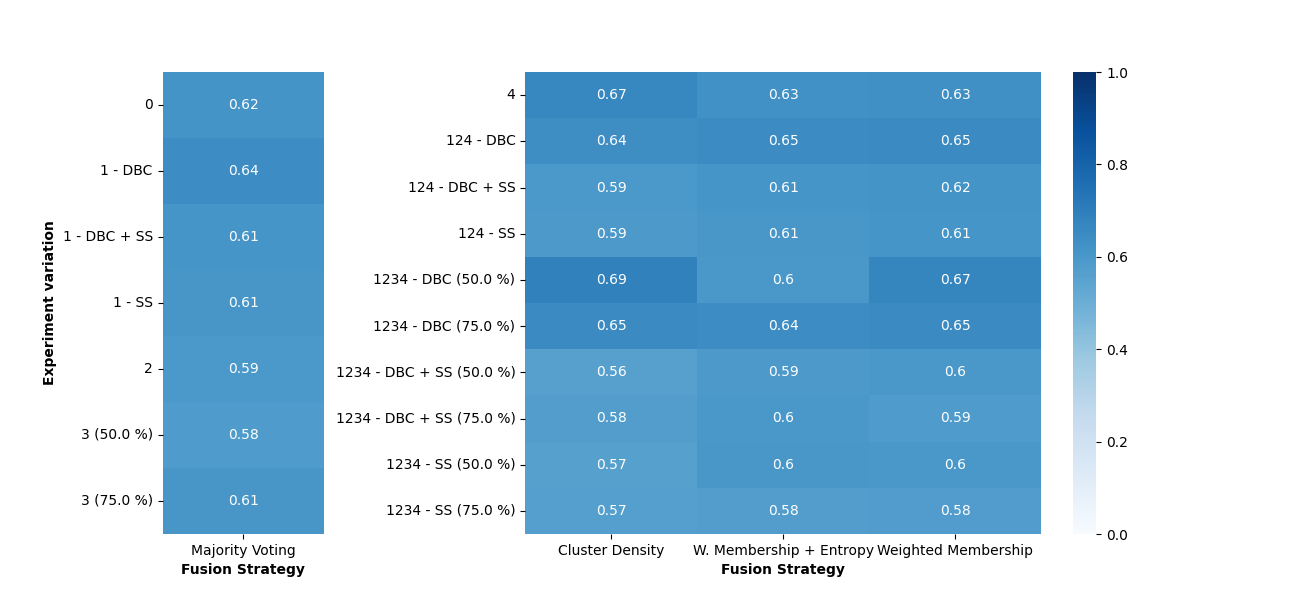 Experiment variation
0 0.62
1 - DBC 0.64
1 - DBC + SS 0.61
1 - SS 0.61
2 0.59
3 (50.0 %) 0.58
3 (75.0 %) 0.61
Majority Voting
Fusion Strategy
4 0.67 0.63 0.63
124 - DBC 0.64 0.65 0.65
124 - DBC + SS 0.59 0.61 0.62
124 - SS 0.59 0.61 0.61
1234 - DBC (50.0 %) 0.69 0.6 0.67
1234 - DBC (75.0 %) 0.65 0.64 0.65
1234 - DBC + SS (50.0 %) 0.56 0.59 0.6
1234 - DBC + SS (75.0 %) 0.58 0.6 0.59
1234 - SS (50.0 %) 0.57 0.6 0.6
1234 - SS (75.0 %) 0.57 0.58 0.58
Cluster Density W. Membership + Entropy Weighted Membership
Fusion Strategy
1.0
0.8
0.6
0.4
0.2
0.0